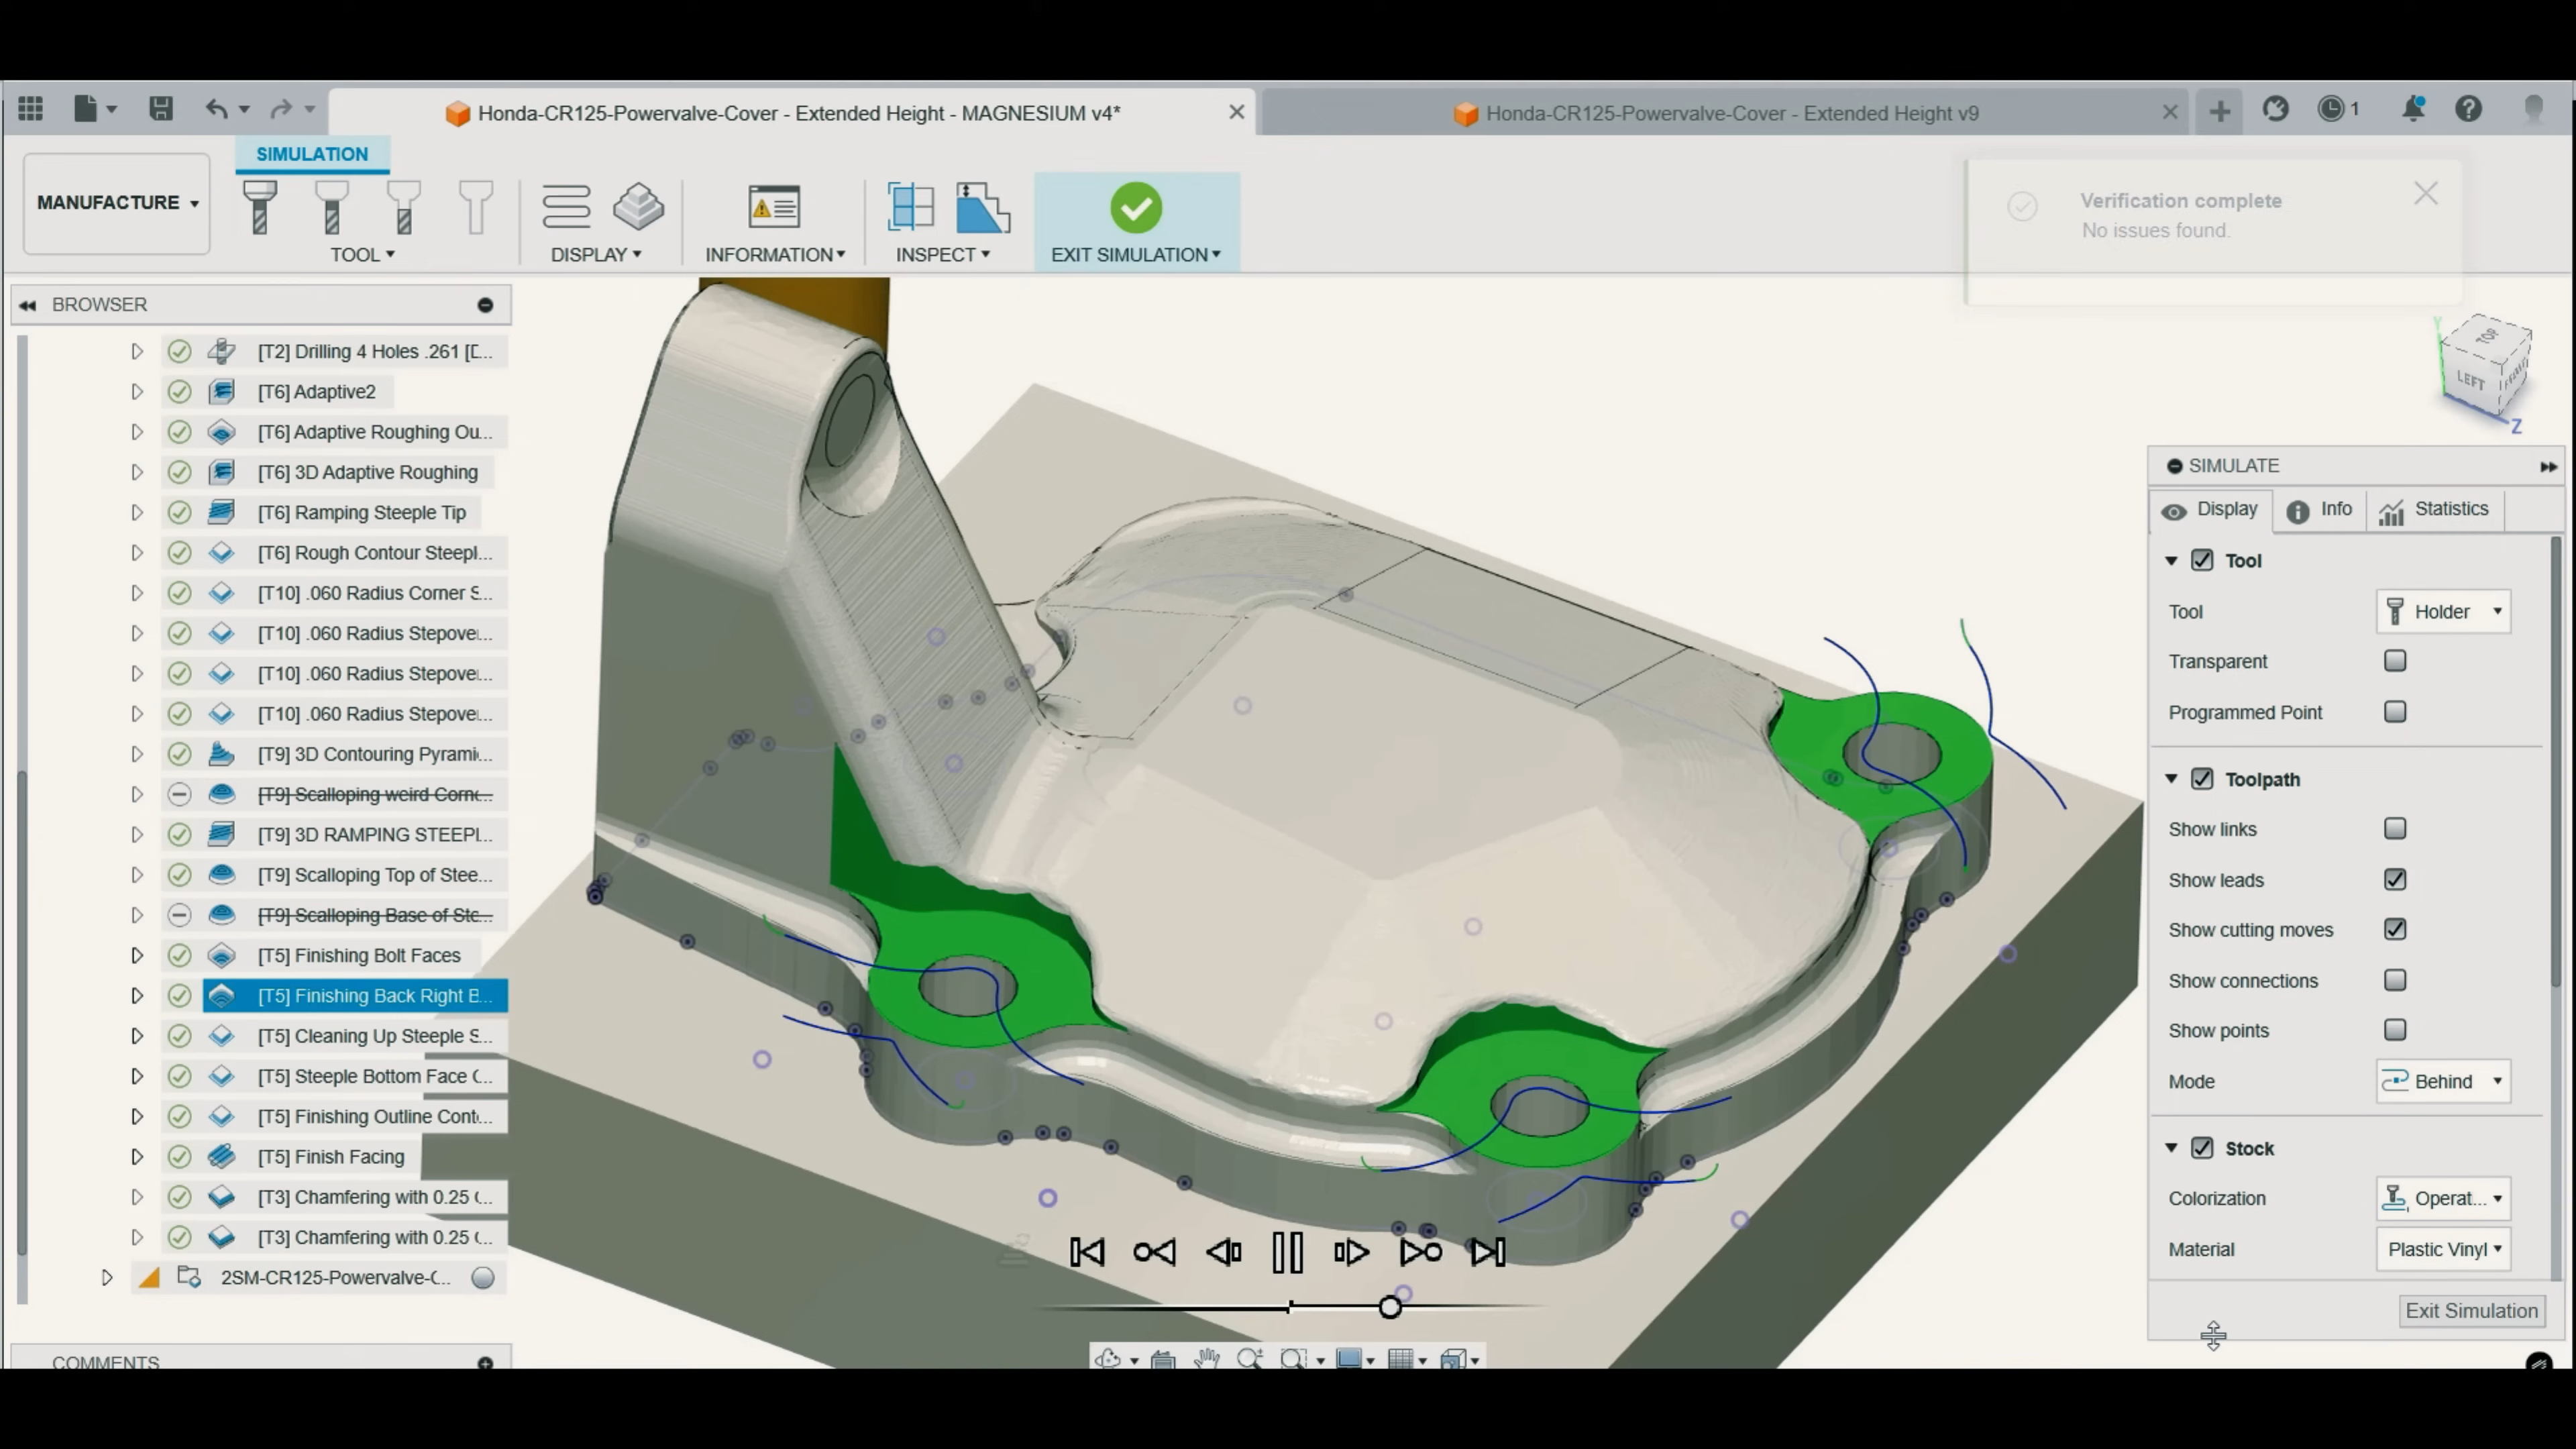 Honda-CR125-Powervalve-Cover - Extended Height - MAGNESIUM v4*
Honda-CR125-Powervalve-Cover - Extended Height v9
1
SIMULATION
MANUFACTURE
TOOL
DISPLAY
INFORMATION
INSPECT
EXIT SIMULATION
Verification complete
No issues found.
BROWSER
[T2] Drilling 4 Holes .261 [D...
[T6] Adaptive2
[T6] Adaptive Roughing Ou...
[T6] 3D Adaptive Roughing
[T6] Ramping Steeple Tip
[T6] Rough Contour Steepl...
[T10] .060 Radius Corner S...
[T10] .060 Radius Stepove...
[T10] .060 Radius Stepove...
[T10] .060 Radius Stepove...
[T9] 3D Contouring Pyrami...
[T9] Scalloping weird Corne...
[T9] 3D RAMPING STEEPL...
[T9] Scalloping Top of Stee...
[T9] Scalloping Base of Ste...
[T5] Finishing Bolt Faces
[T5] Finishing Back Right B...
[T5] Cleaning Up Steeple S...
[T5] Steeple Bottom Face C...
[T5] Finishing Outline Cont...
[T5] Finish Facing
[T3] Chamfering with 0.25 C...
[T3] Chamfering with 0.25 C...
2SM-CR125-Powervalve-C...
COMMENTS
TOP
LEFT
Y
Z
SIMULATE
Display
Info
Statistics
Tool
Tool
Holder
Transparent
Programmed Point
Toolpath
Show links
Show leads
Show cutting moves
Show connections
Show points
Mode
Behind
Stock
Colorization
Operat...
Material
Plastic Vinyl
Exit Simulation